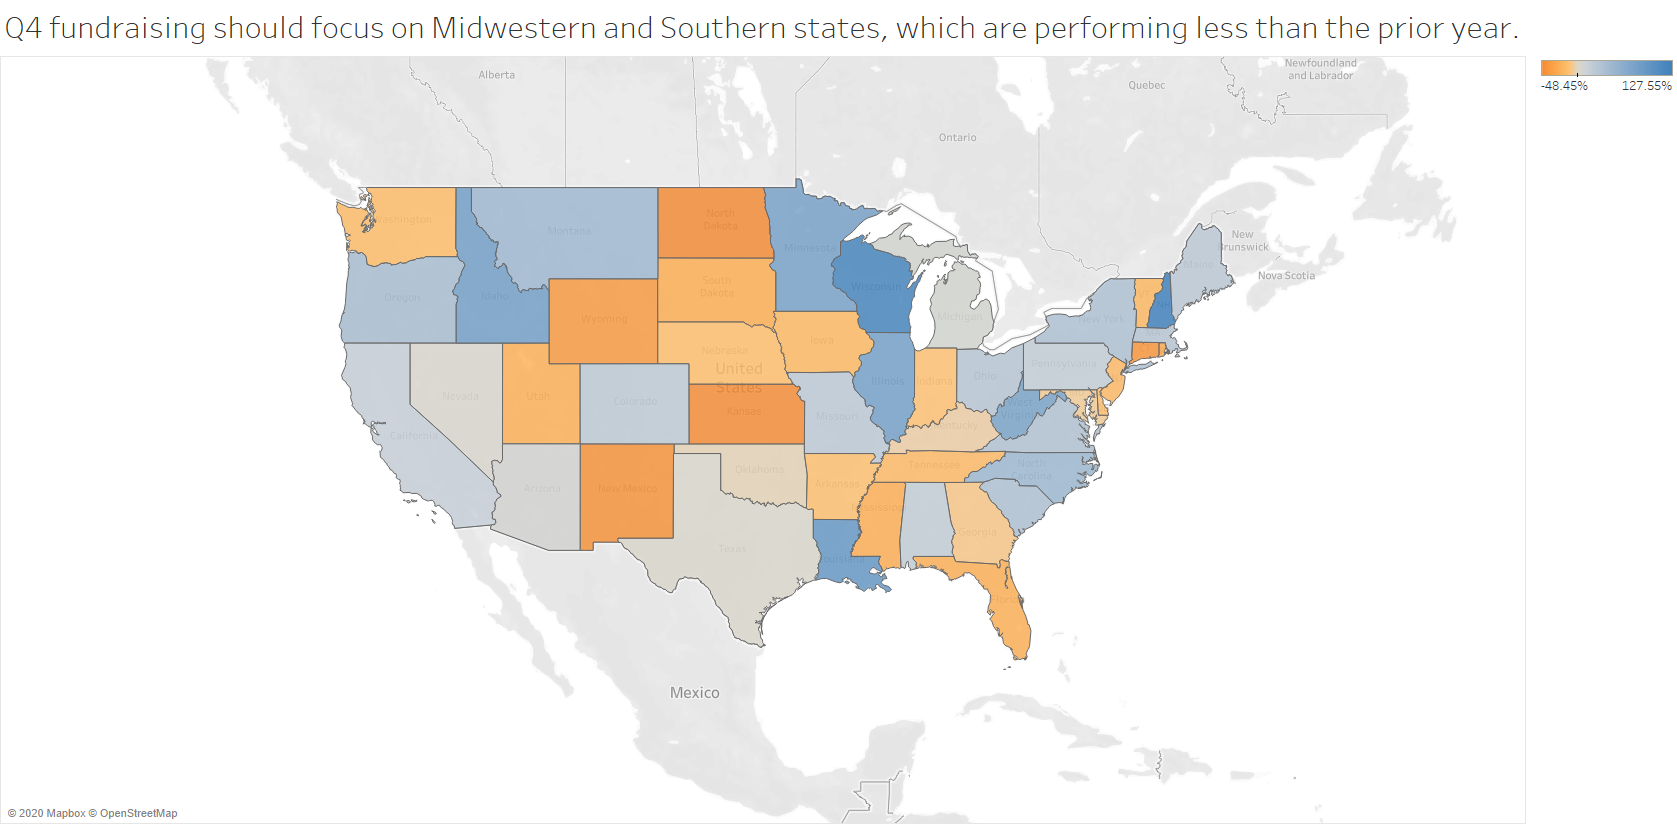 Q4 fundraising should focus on Midwestern and Southern states, which are performing less than the prior year.
-48.45% 127.55%
Alberta
Ontario
Quebec
Newfoundland
and Labrador
New
Brunswick
Nova Scotia
Washington
Montana
North
Dakota
Minnesota
Maine
Oregon
Idaho
South
Dakota
Wisconsin
Wyoming
Michigan
New York
Iowa
Nebraska
United
States
Pennsylvania
Nevada
Utah
Colorado
Illinois
Indiana
Ohio
Kansas
Missouri
West
Virginia
California
Kentucky
Oklahoma
Tennessee
North
Carolina
Arizona
New Mexico
Arkansas
Mississippi
Georgia
Texas
Louisiana
Florida
Mexico
© 2020 Mapbox © OpenStreetMap